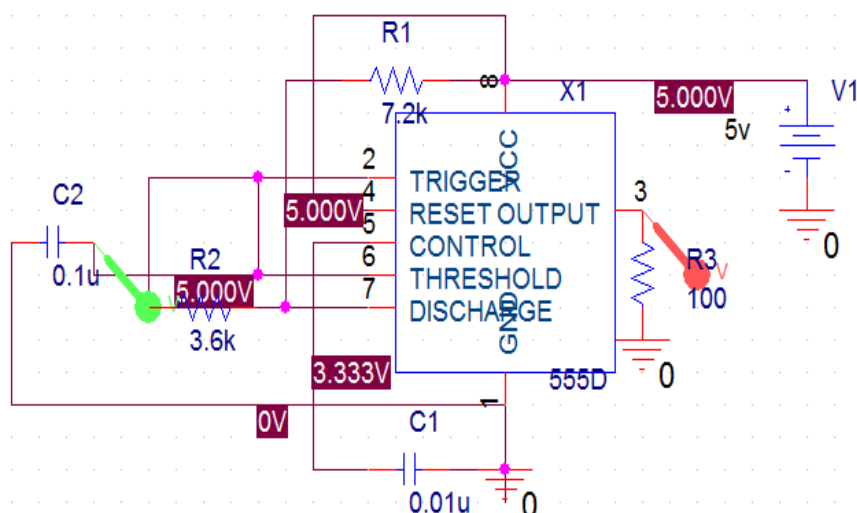 R1
7.2k
8
X1
5.000V
V1
5v
+
-
0
VCC
2
TRIGGER
4
RESET
OUTPUT
3
5.000V
5
CONTROL
6
THRESHOLD
7
DISCHARGE
GND
C2
0.1u
V
R2
5.000V
3.6k
V
R3
100
0
555D
3.333V
1
0V
C1
0.01u
0